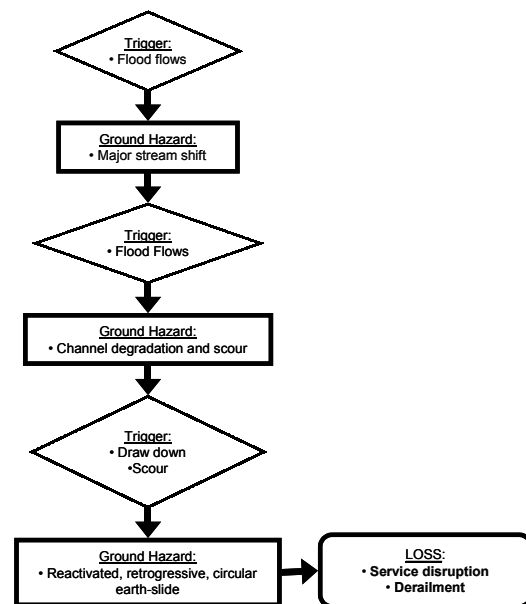 Trigger:
• Flood flows
Ground Hazard:
• Major stream shift
Trigger:
• Flood Flows
Ground Hazard:
• Channel degradation and scour
Trigger:
• Draw down
•Scour
Ground Hazard:
• Reactivated, retrogressive, circular
earth-slide
LOSS:
• Service disruption
• Derailment